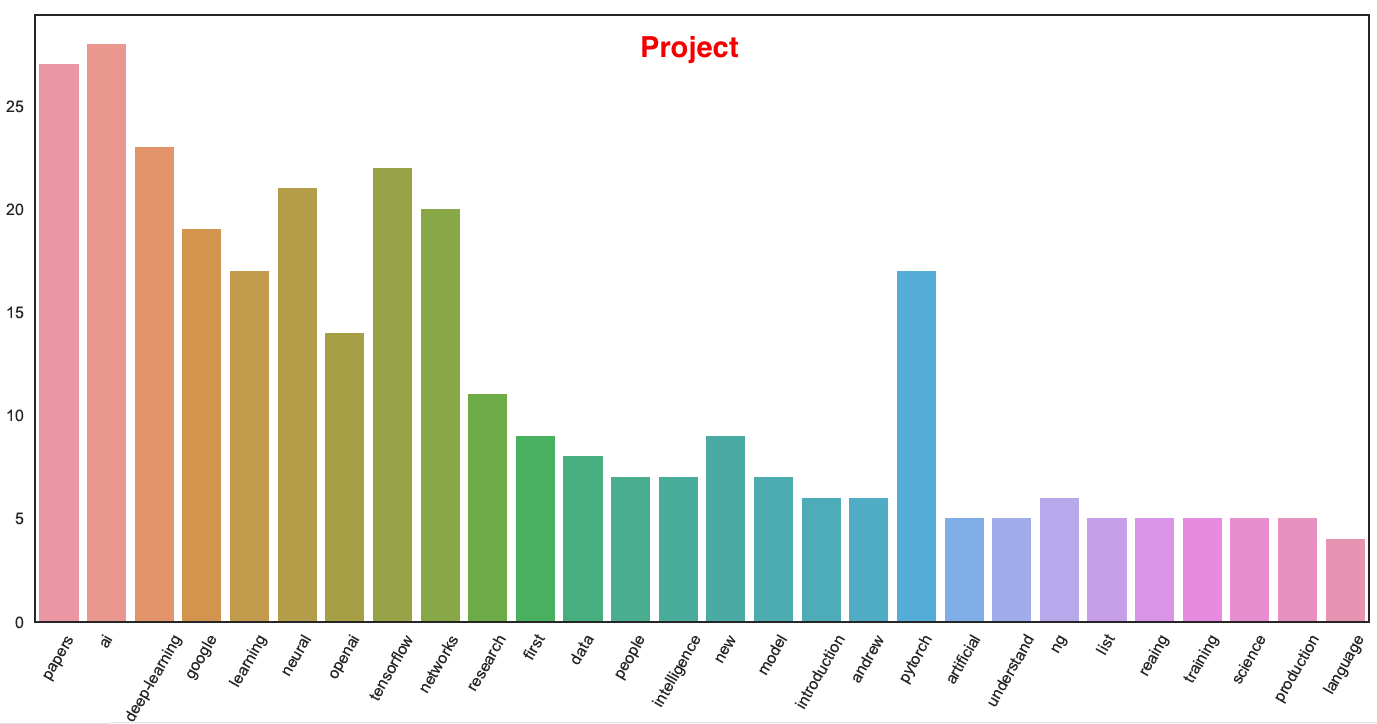 Project
25
20
15
10
5
0
papers
ai
deep-learning
google
learning
neural
openai
tensorflow
networks
research
first
data
people
intelligence
new
model
introduction
andrew
pytorch
artificial
understand
ng
list
reaing
training
science
production
language